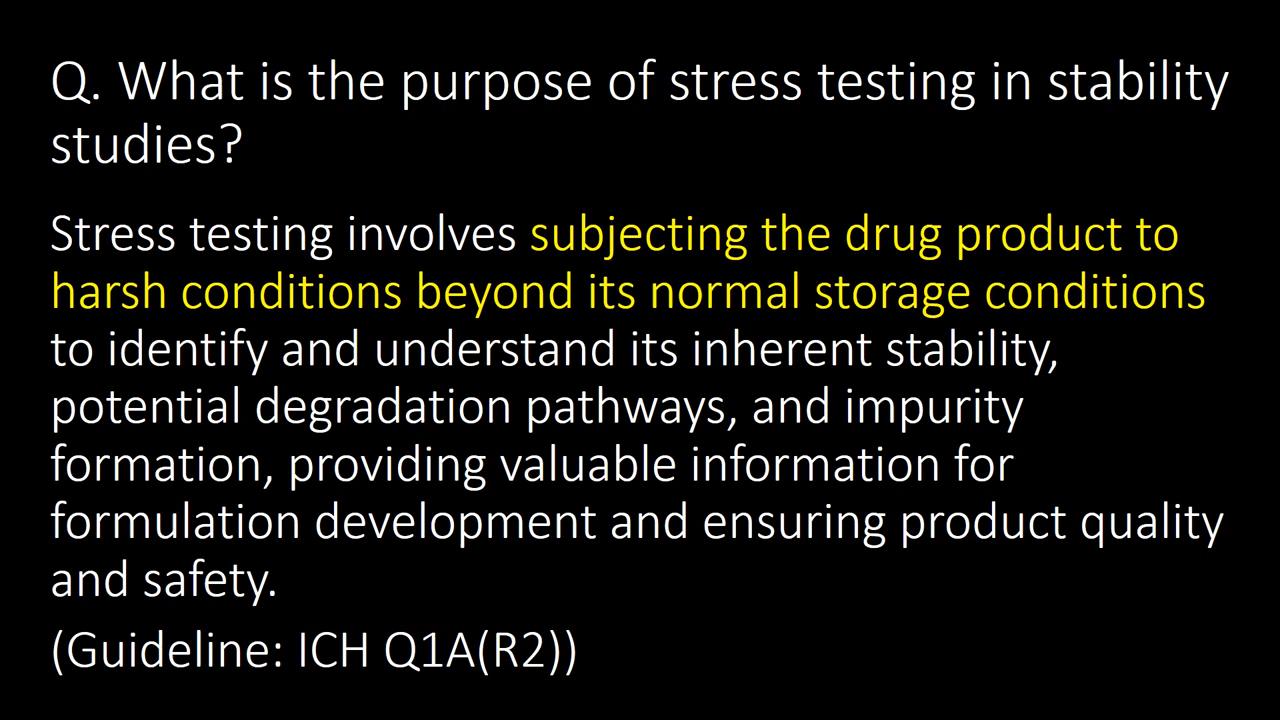 Q. What is the purpose of stress testing in stability
studies?
Stress testing involves subjecting the drug product to
harsh conditions beyond its normal storage conditions
to identify and understand its inherent stability,
potential degradation pathways, and impurity
formation, providing valuable information for
formulation development and ensuring product quality
and safety.
(Guideline: ICH Q1A(R2))